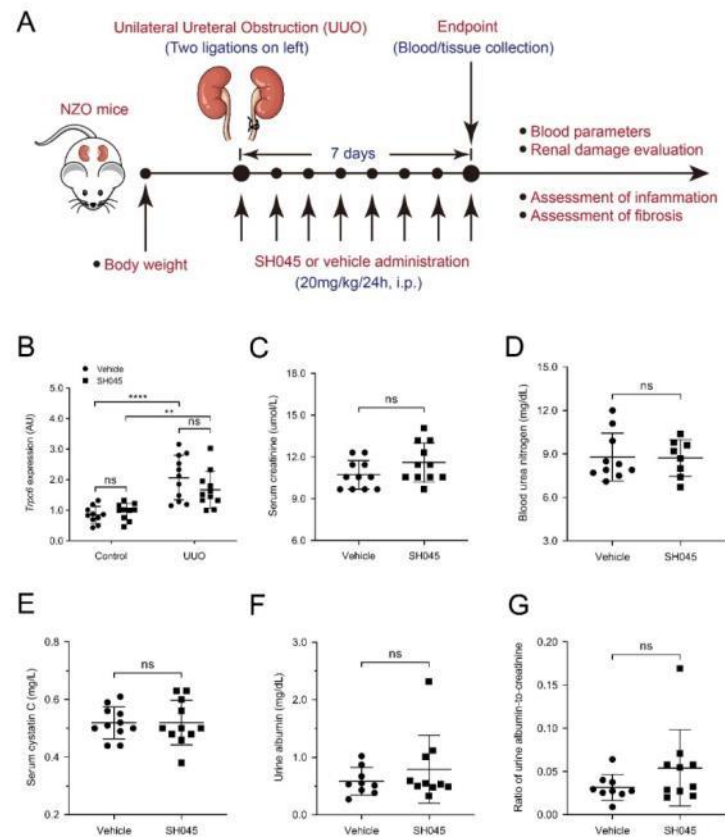 A
Unilateral Ureteral Obstruction (UUO)
(Two ligations on left)
Endpoint
(Blood/tissue collection)
NZO mice
7 days
Blood parameters
Renal damage evaluation
Assessment of infammation
Assessment of fibrosis
Body weight
SH045 or vehicle administration
(20mg/kg/24h, i.p.)
B
Vehicle
SH045
****
**
ns
ns
Trpc6 expression (AU)
5.0
4.0
3.0
2.0
1.0
0.0
Control
UUO
C
ns
Serum creatinine (umol/L)
18.0
15.0
12.0
9.0
6.0
Vehicle
SH045
D
ns
Blood urea nitrogen (mg/dL)
15.0
12.0
9.0
6.0
3.0
Vehicle
SH045
E
ns
Serum cystatin C (mg/L)
0.8
0.6
0.4
0.2
Vehicle
SH045
F
ns
Urine albumin (mg/dL)
3.0
2.0
1.0
0.0
Vehicle
SH045
G
ns
Ratio of urine albumin-to-creatinine
0.20
0.15
0.10
0.05
0.00
Vehicle
SH045